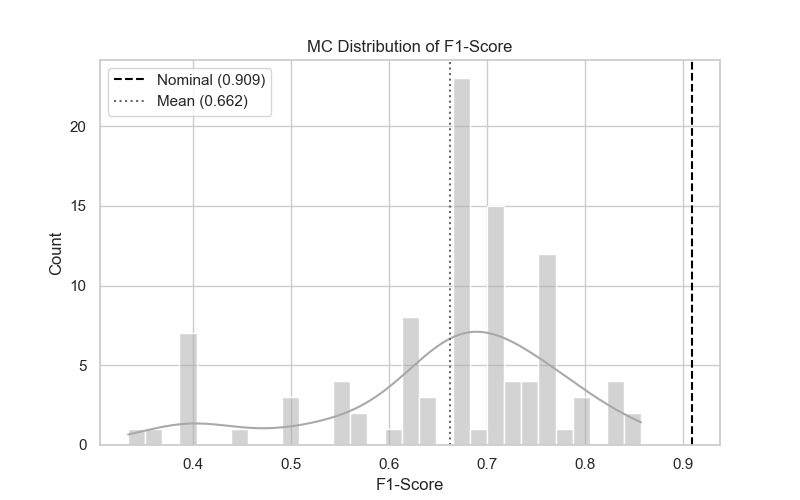 MC Distribution of F1-Score
Nominal (0.909)
Mean (0.662)
Count
20
15
10
5
0
0.4 0.5 0.6 0.7 0.8 0.9
F1-Score